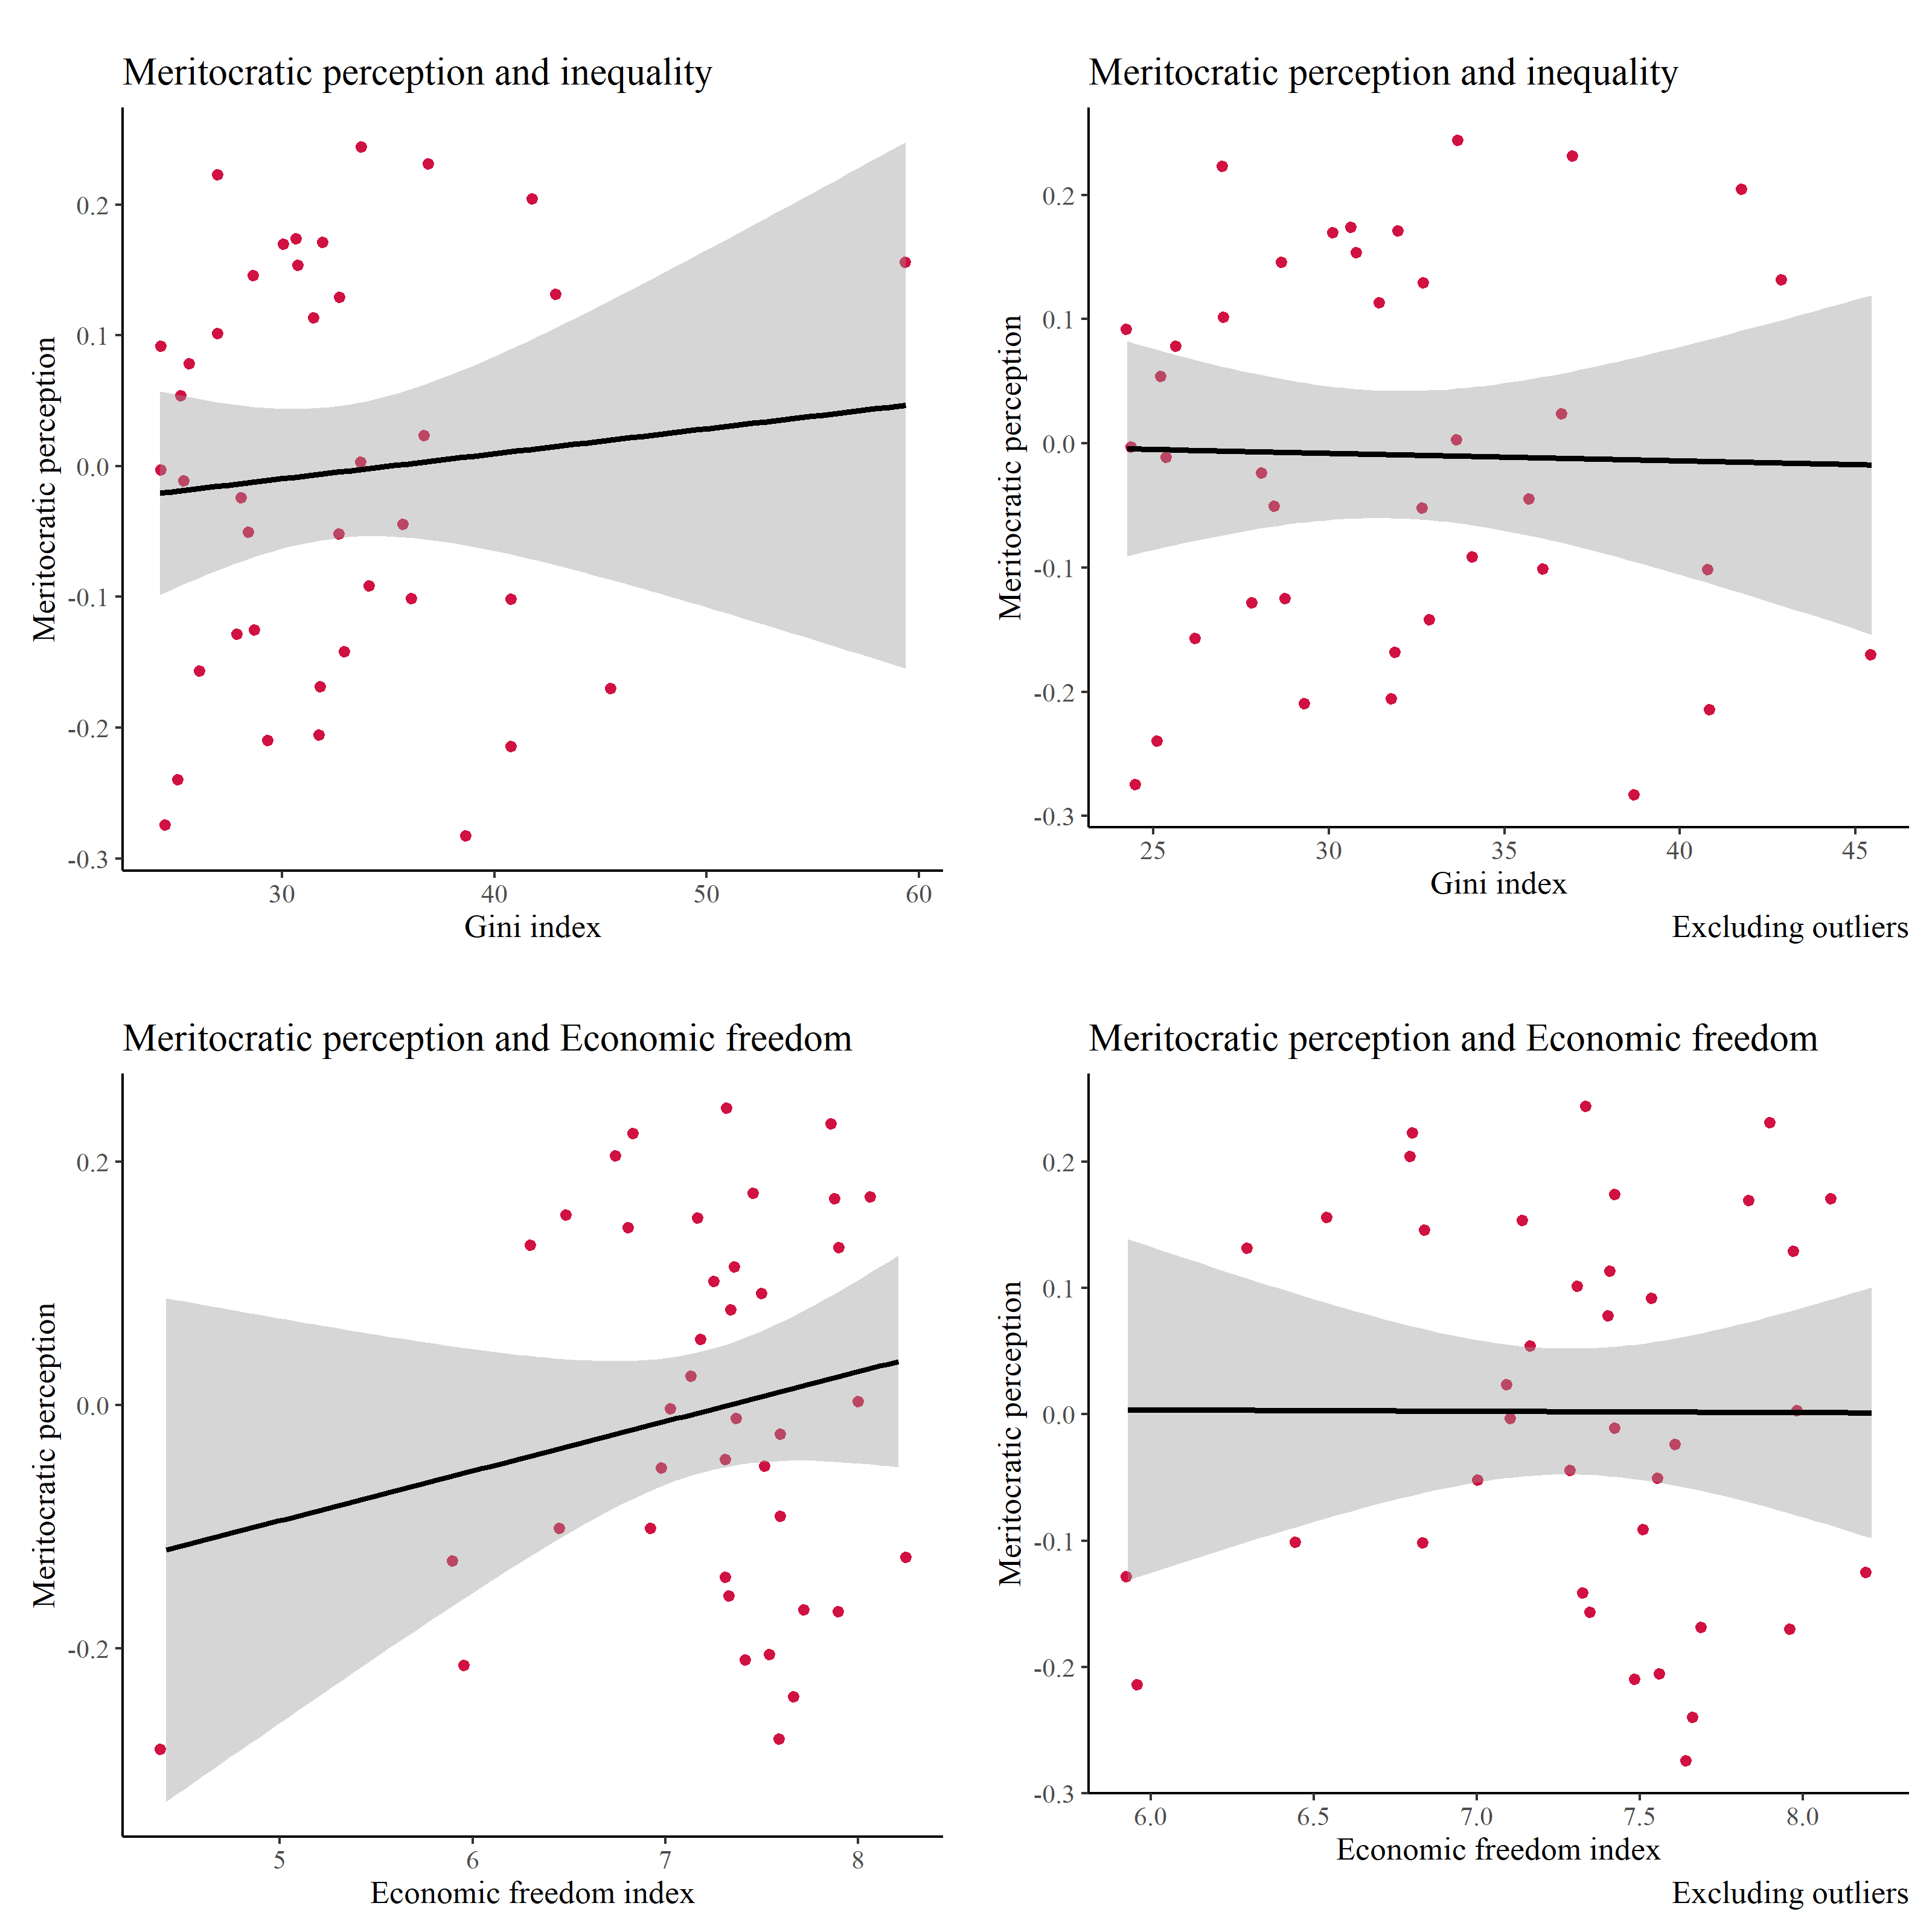 Meritocratic perception and inequality
Meritocratic perception
0.2
0.1
0.0
-0.1
-0.2
-0.3
30
40
50
60
Gini index
Meritocratic perception and inequality
Meritocratic perception
0.2
0.1
0.0
-0.1
-0.2
-0.3
25
30
35
40
45
Gini index
Excluding outliers
Meritocratic perception and Economic freedom
Meritocratic perception
0.2
0.0
-0.2
5
6
7
8
Economic freedom index
Meritocratic perception and Economic freedom
Meritocratic perception
0.2
0.1
0.0
-0.1
-0.2
-0.3
6.0
6.5
7.0
7.5
8.0
Economic freedom index
Excluding outliers